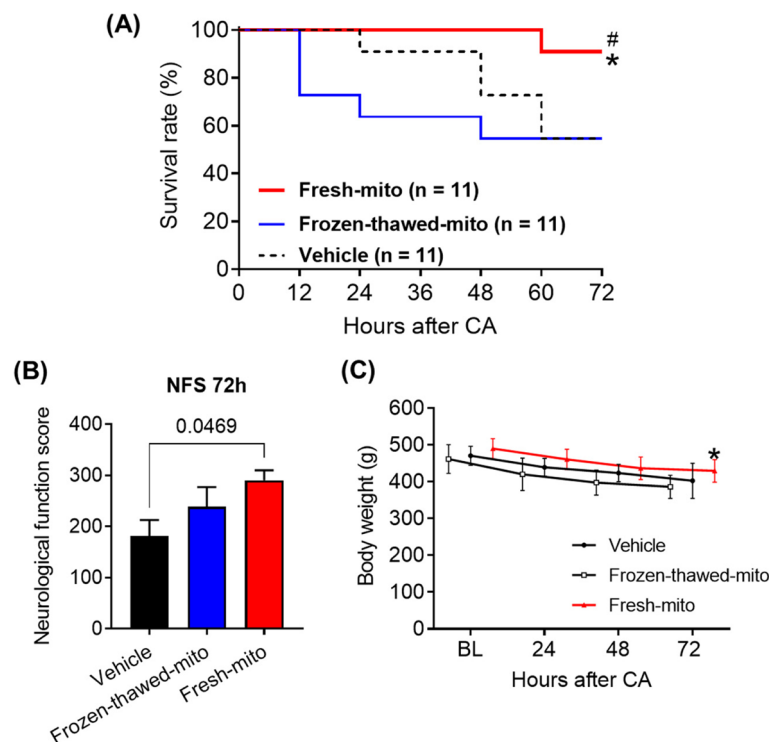 (A)
Survival rate (%)
100
80
60
40
20
0
#
*
Fresh-mito (n = 11)
Frozen-thawed-mito (n = 11)
Vehicle (n = 11)
0 12 24 36 48 60 72
Hours after CA
(B)
NFS 72h
Neurological function score
400
300
200
100
0
0.0469
Vehicle
Frozen-thawed-mito
Fresh-mito
(C)
Body weight (g)
600
500
400
300
200
100
0
*
Vehicle
Frozen-thawed-mito
Fresh-mito
BL 24 48 72
Hours after CA